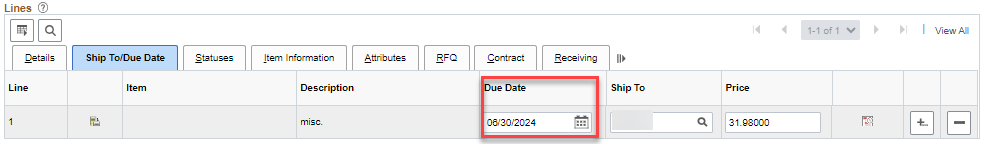 Lines ?
1-1 of 1 View All
Details Ship To/Due Date Statuses Item Information Attributes RFQ Contract Receiving
Line Item Description Due Date Ship To Price
1 misc. 06/30/2024 31.98000